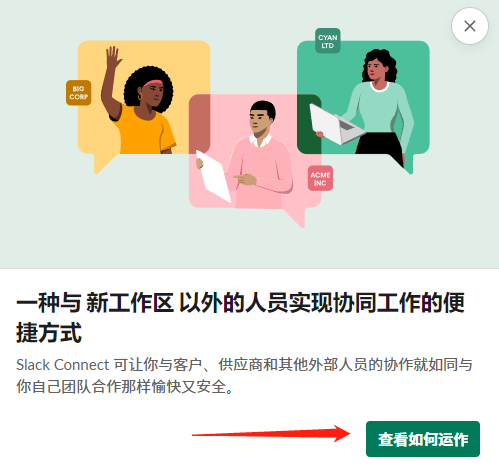 CYAN
LTD
BIG
CORP
ACME
INC
一种与 新工作区 以外的人员实现协同工作的便
捷方式
Slack Connect 可让你与客户、供应商和其他外部人员的协作就如同与
你自己团队合作那样愉快又安全。
查看如何运作